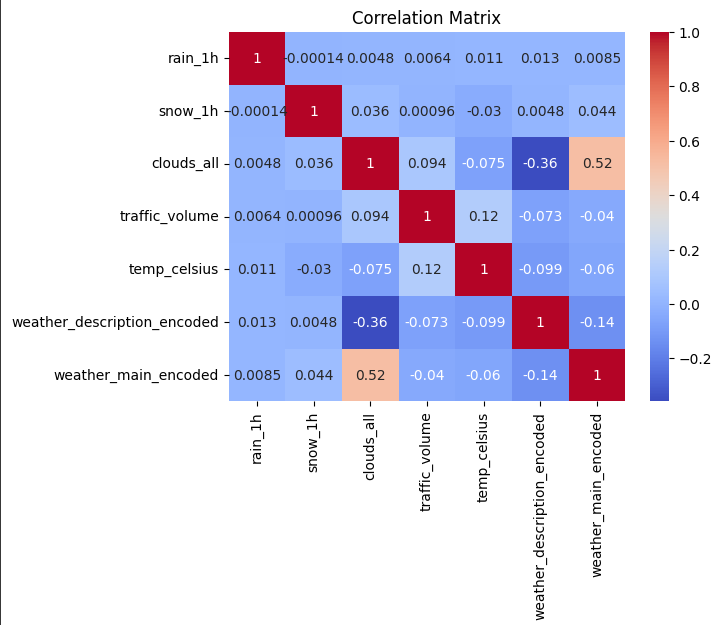 Correlation Matrix
rain_1h 1 -0.00014 0.0048 0.0064 0.011 0.013 0.0085
snow_1h -0.00014 1 0.036 0.00096 -0.03 0.0048 0.044
clouds_all 0.0048 0.036 1 0.094 -0.075 -0.36 0.52
traffic_volume 0.0064 0.00096 0.094 1 0.12 -0.073 -0.04
temp_celsius 0.011 -0.03 -0.075 0.12 1 -0.099 -0.06
weather_description_encoded 0.013 0.0048 -0.36 -0.073 -0.099 1 -0.14
weather_main_encoded 0.0085 0.044 0.52 -0.04 -0.06 -0.14 1
rain_1h
snow_1h
clouds_all
traffic_volume
temp_celsius
weather_description_encoded
weather_main_encoded
1.0
0.8
0.6
0.4
0.2
0.0
−0.2